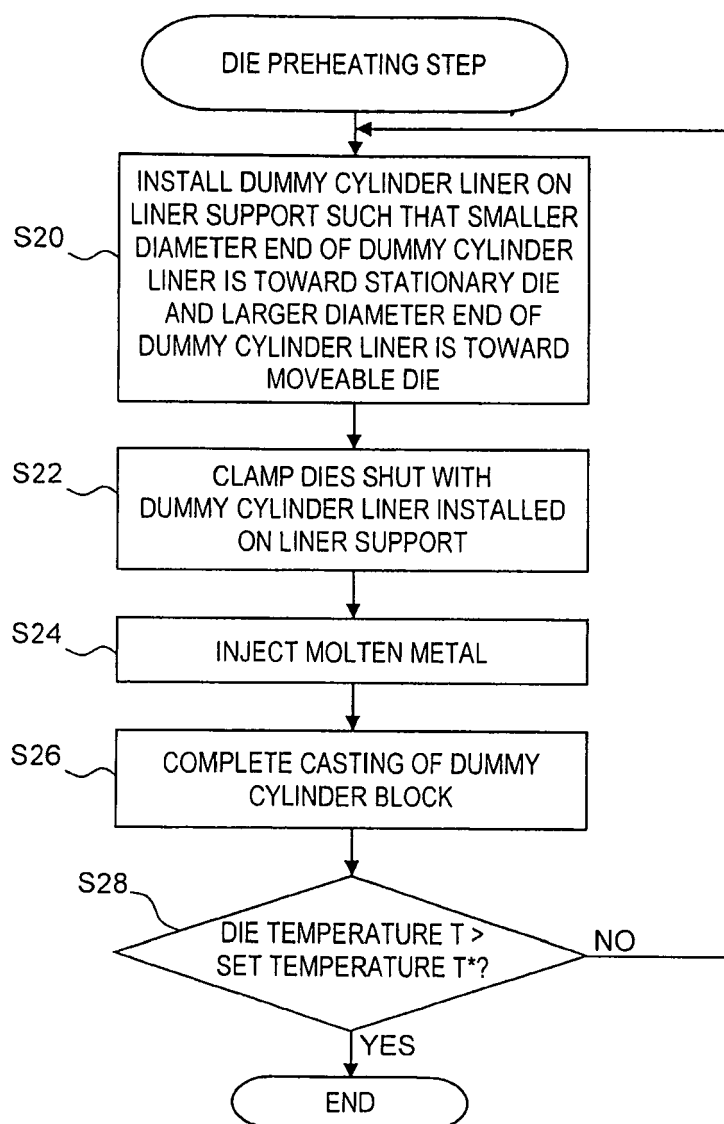 DIE PREHEATING STEP
S20
INSTALL DUMMY CYLINDER LINER ON
LINER SUPPORT SUCH THAT SMALLER
DIAMETER END OF DUMMY CYLINDER
LINER IS TOWARD STATIONARY DIE
AND LARGER DIAMETER END OF
DUMMY CYLINDER LINER IS TOWARD
MOVEABLE DIE
S22
CLAMP DIES SHUT WITH
DUMMY CYLINDER LINER INSTALLED
ON LINER SUPPORT
S24
INJECT MOLTEN METAL
S26
COMPLETE CASTING OF DUMMY
CYLINDER BLOCK
S28
DIE TEMPERATURE T >
SET TEMPERATURE T*?
NO
YES
END